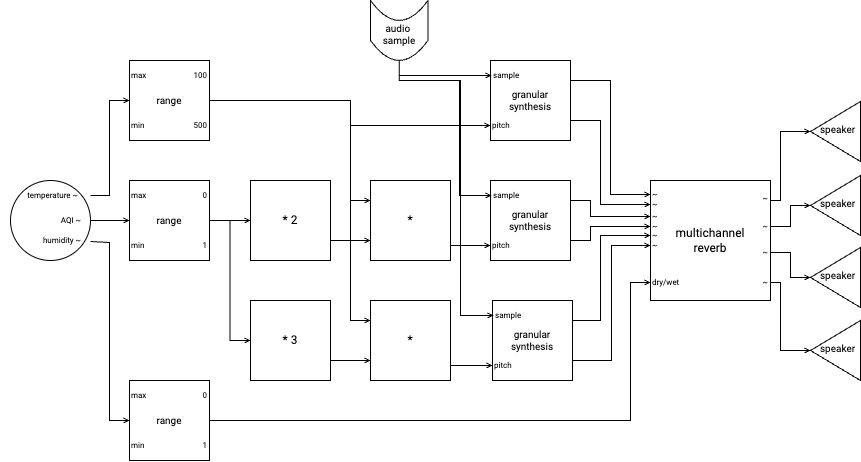 audio
sample
max 100
range
min 500
sample
granular
synthesis
pitch
speaker
temperature ~
AQI ~
humidity ~
max 0
range
min 1
* 2
*
sample
granular
synthesis
pitch
~
~
~
~
~
~
multichannel
reverb
dry/wet
~
~
~
~
speaker
speaker
* 3
*
sample
granular
synthesis
pitch
speaker
max 0
range
min 1